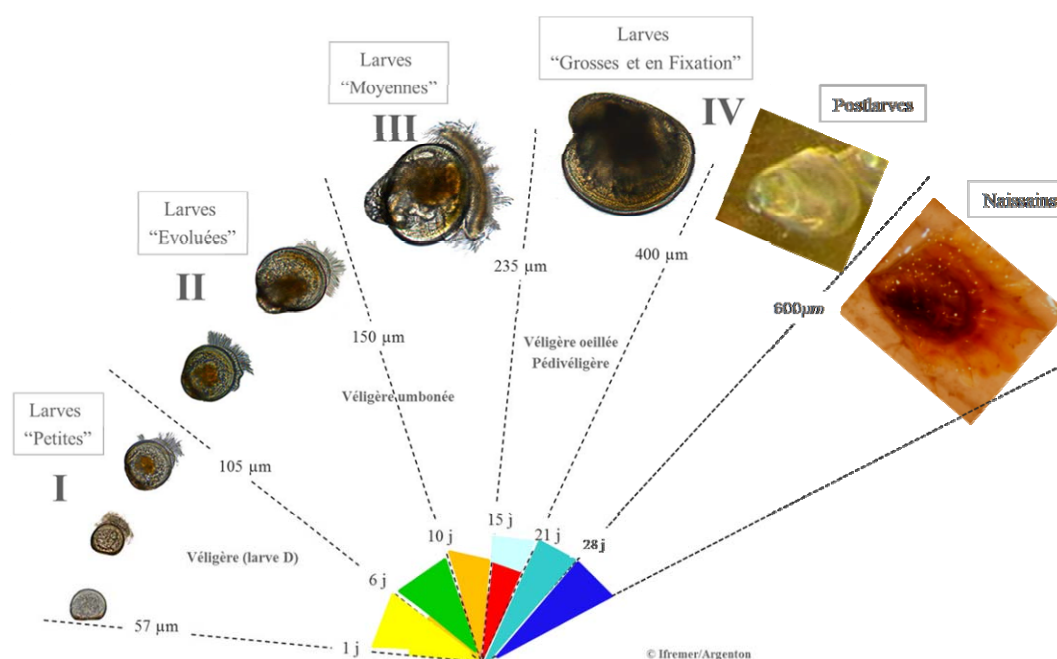 Larves
“Petites”
I
Larves
“Evoluées”
II
Larves
“Moyennes”
III
Larves
“Grosses et en Fixation”
IV
Postlarves
Naissains
57 µm
105 µm
150 µm
235 µm
400 µm
600µm
Véligère (larve D)
Véligère umbonée
Véligère oeillée
Pédivéligère
1 j
6 j
10 j
15 j
21 j
28 j
© Ifremer/Argenton